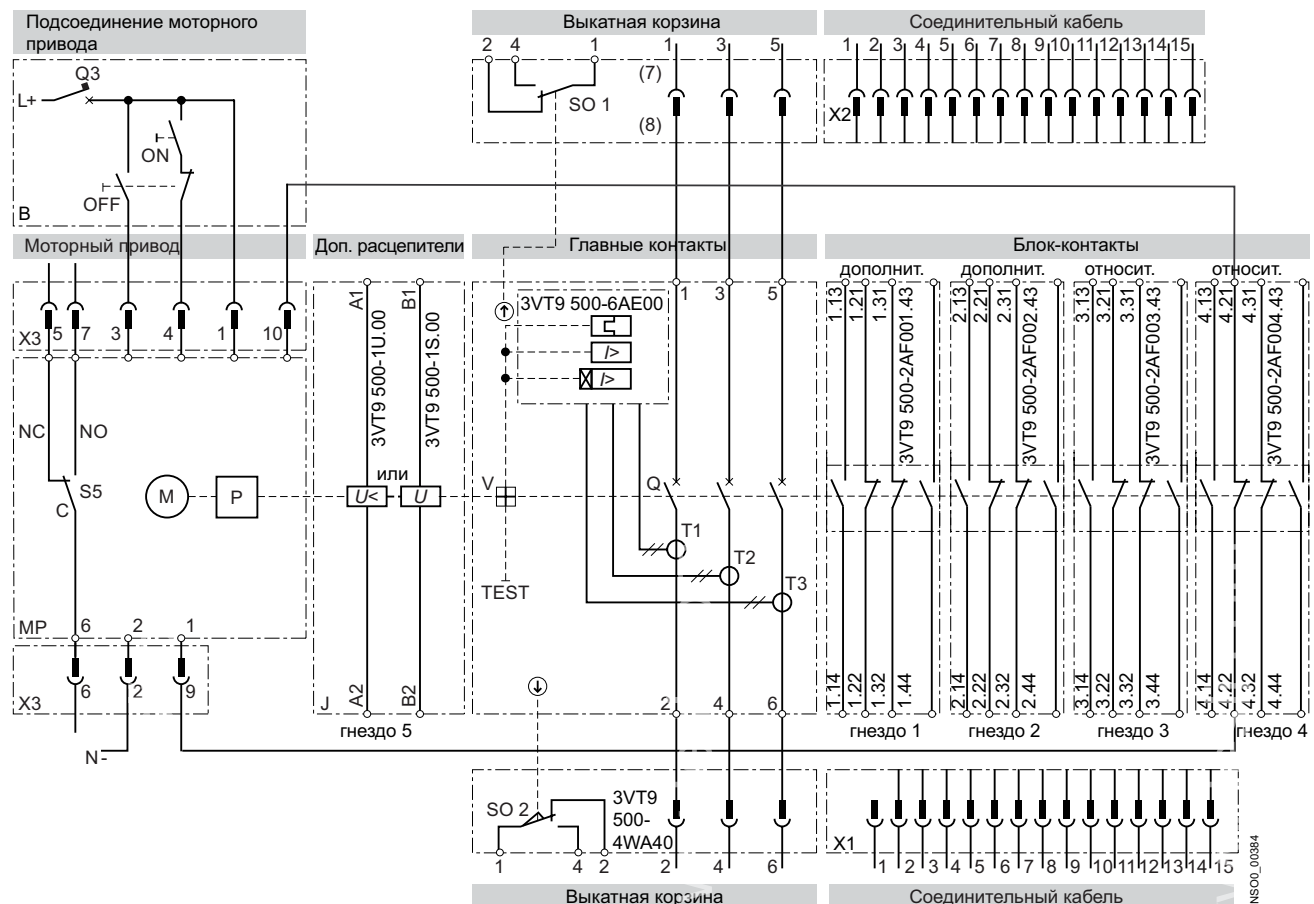 Подсоединение моторного
привода
Выкатная корзина
Соединительный кабель
2 4 1 1 3 5
1 2 3 4 5 6 7 8 9 10 11 12 13 14 15
Q3
L+
(7)
SO 1
(8)
X2
ON
OFF
B
Моторный привод
Доп. расцепители
Главные контакты
Блок-контакты
дополнит. дополнит. относит. относит.
X3 5 7 3 4 1 10
A1
3VT9 500-1U.00
B1
3VT9 500-1S.00
3VT9 500-6AE00
I>
I>
1 3 5
1.13
1.21
1.31
3VT9 500-2AF001.43
2.13
2.21
2.31
3VT9 500-2AF002.43
3.13
3.21
3.31
3VT9 500-2AF003.43
4.13
4.21
4.31
3VT9 500-2AF004.43
NC NO
S5
C
M
P
или
U<
U
V
Q
T1
T2
T3
TEST
MP 6 2 1
X3 6 2 9
N-
J
A2
B2
гнездо 5
2 4 6
1.14
1.22
1.32
1.44
2.14
2.22
2.32
2.44
3.14
3.22
3.32
3.44
4.14
4.22
4.32
4.44
гнездо 1 гнездо 2 гнездо 3 гнездо 4
SO 2
3VT9
500-
4WA40
1 4 2 2 4 6
X1
1 2 3 4 5 6 7 8 9 10 11 12 13 14 15
NSO0_00384
Выкатная корзина
Соединительный кабель